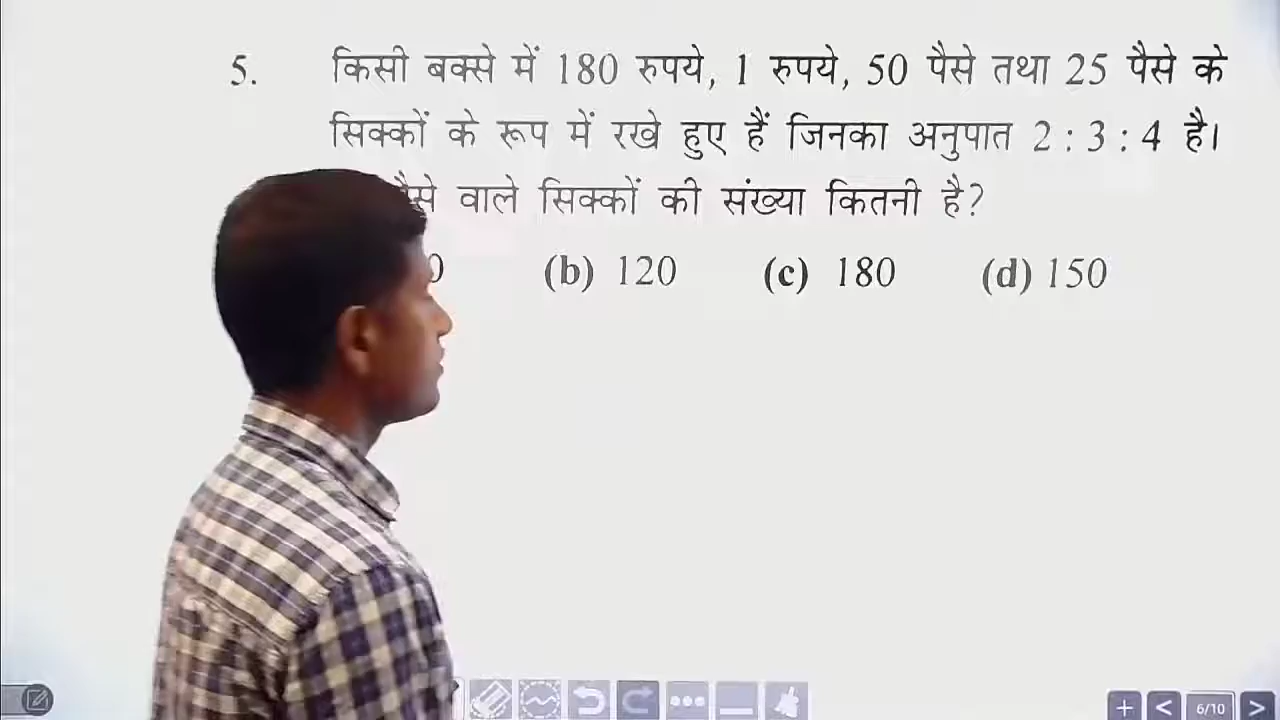 5. किसी बक्से में 180 रुपये, 1 रुपये, 50 पैसे तथा 25 पैसे के
सिक्कों के रूप में रखे हुए हैं जिनका अनुपात 2 : 3 : 4 है।
वाले सिक्कों की संख्या कितनी है?
(b) 120 (c) 180 (d) 150
6/10